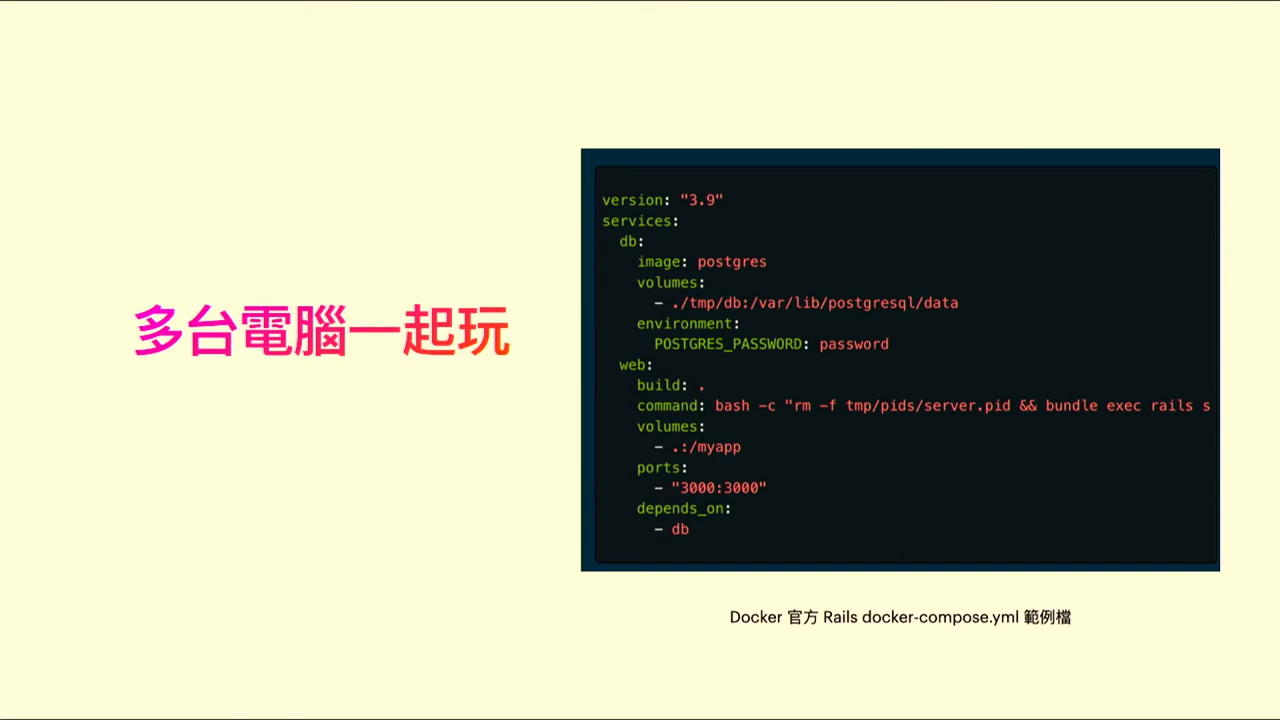 多台電腦一起玩
version: "3.9"
services:
  db:
    image: postgres
    volumes:
      - ./tmp/db:/var/lib/postgresql/data
    environment:
      POSTGRES_PASSWORD: password
  web:
    build: .
    command: bash -c "rm -f tmp/pids/server.pid && bundle exec rails s
    volumes:
      - .:/myapp
    ports:
      - "3000:3000"
    depends_on:
      - db
Docker 官方 Rails docker-compose.yml 範例檔